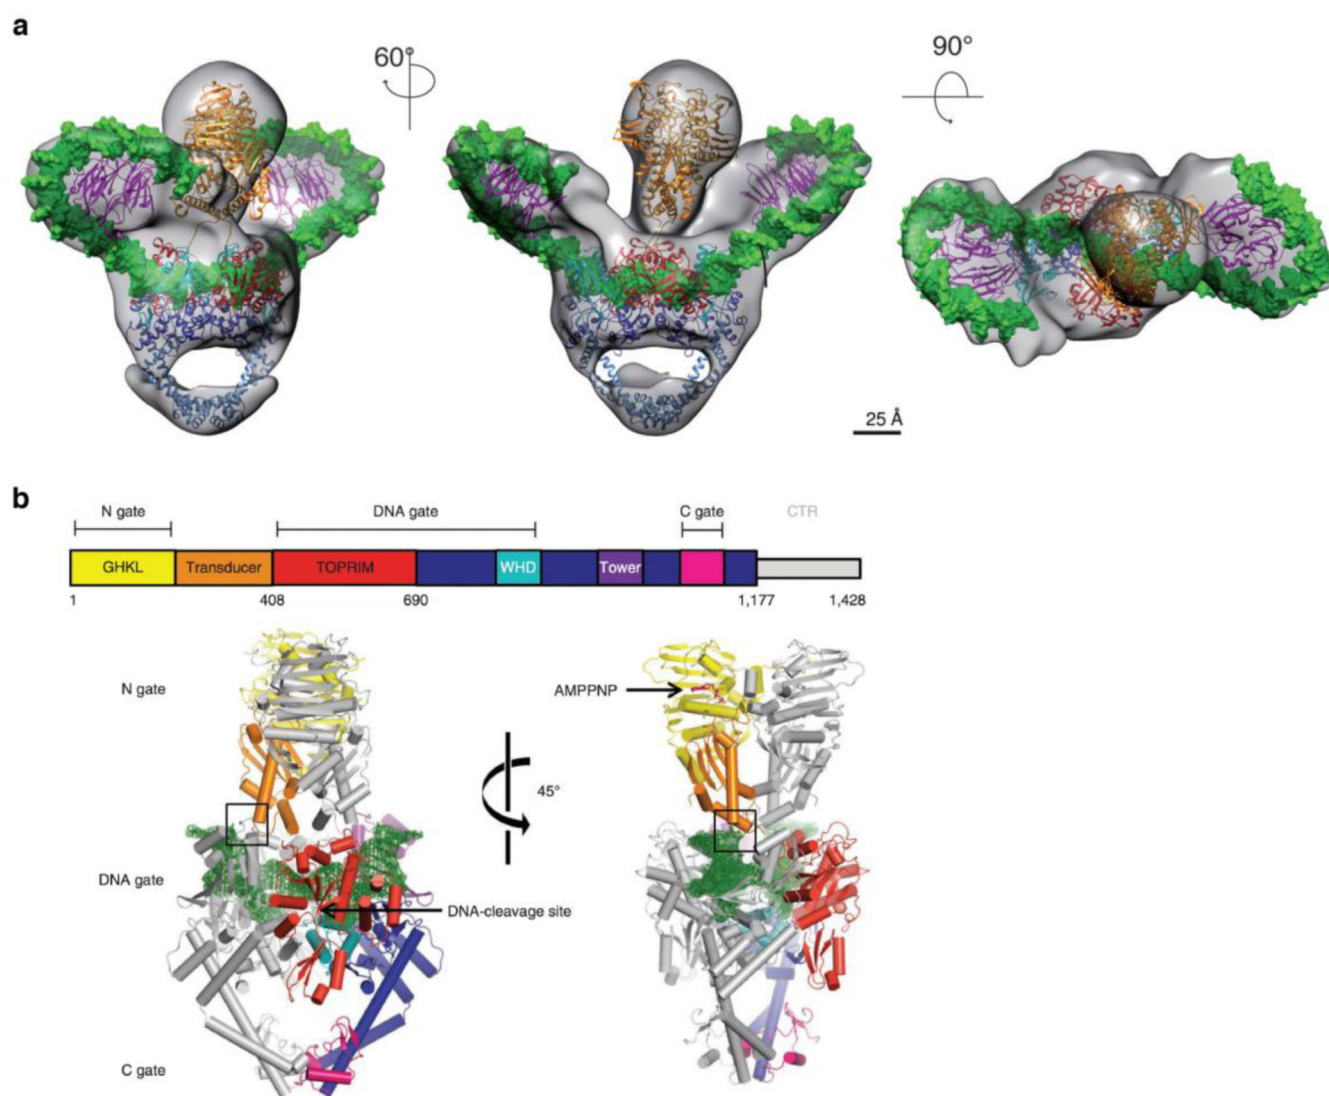 a
60°
90°
25 Å
b
N gate
DNA gate
C gate
CTR
GHKL
Transducer
TOPRIM
WHD
Tower
1
408
690
1,177
1,428
N gate
AMPPNP
45°
DNA gate
DNA-cleavage site
C gate